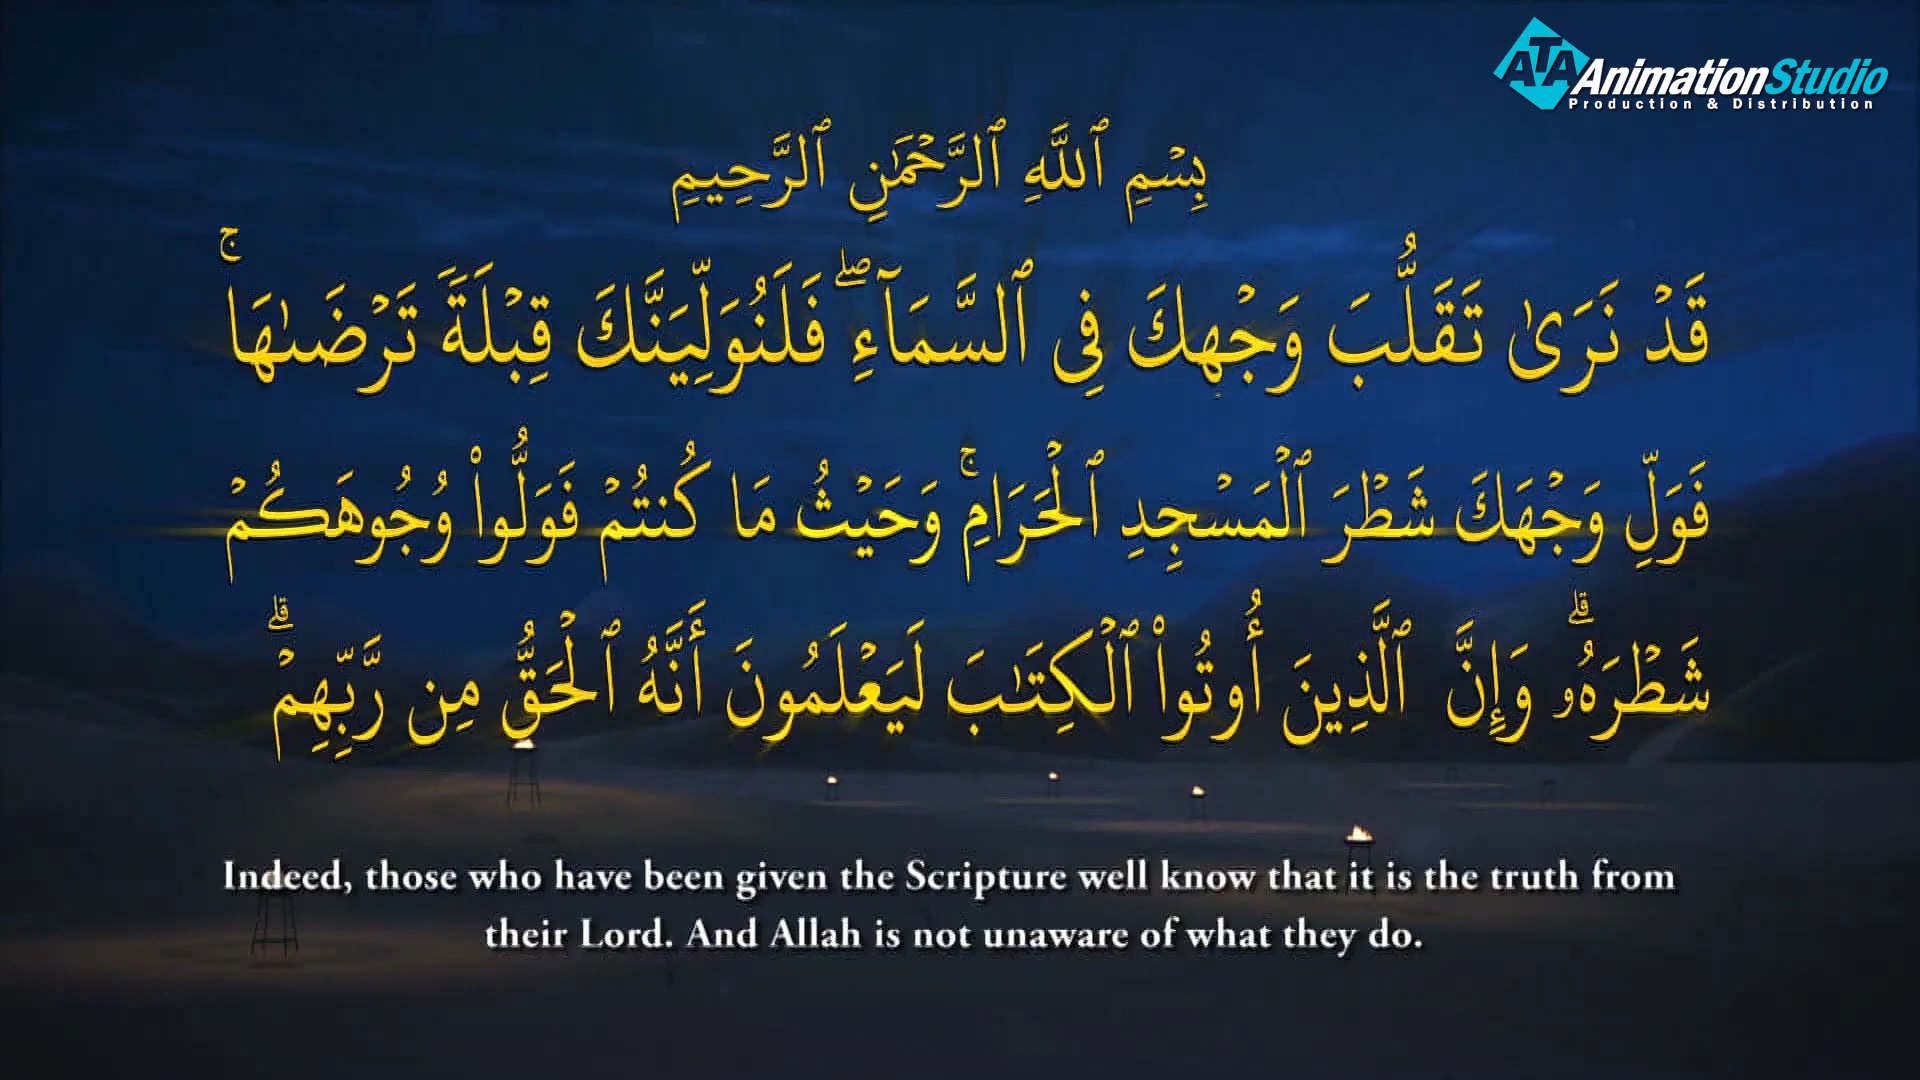 ATA AnimationStudio
Production & Distribution
بِسْمِ ٱللَّهِ ٱلرَّحْمَٰنِ ٱلرَّحِيمِ
قَدْ نَرَىٰ تَقَلُّبَ وَجْهِكَ فِى ٱلسَّمَآءِ ۖ فَلَنُوَلِّيَنَّكَ قِبْلَةً تَرْضَىٰهَا ۚ
فَوَلِّ وَجْهَكَ شَطْرَ ٱلْمَسْجِدِ ٱلْحَرَامِ ۚ وَحَيْثُ مَا كُنتُمْ فَوَلُّوا۟ وُجُوهَكُمْ
شَطْرَهُۥ ۗ وَإِنَّ ٱلَّذِينَ أُوتُوا۟ ٱلْكِتَٰبَ لَيَعْلَمُونَ أَنَّهُ ٱلْحَقُّ مِن رَّبِّهِمْ ۗ
Indeed, those who have been given the Scripture well know that it is the truth from
their Lord. And Allah is not unaware of what they do.